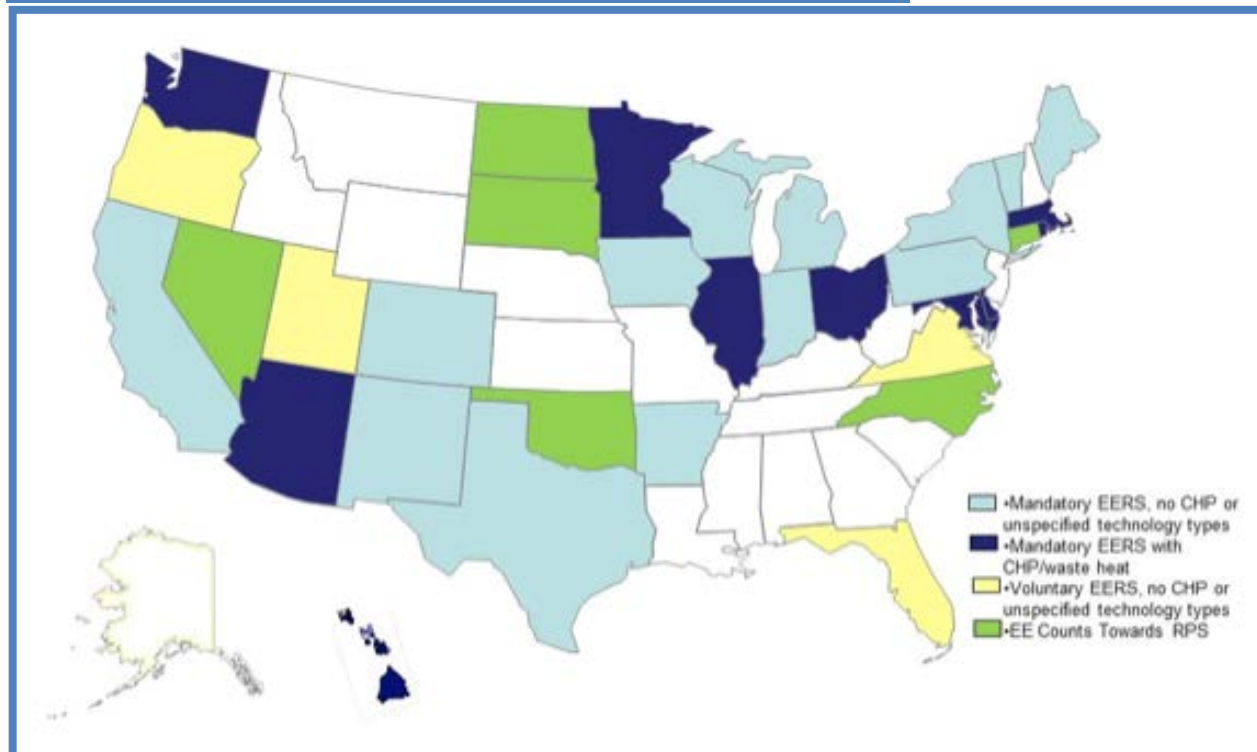 •Mandatory EERS, no CHP or
unspecified technology types
•Mandatory EERS with
CHP/waste heat
•Voluntary EERS, no CHP or
unspecified technology types
•EE Counts Towards RPS